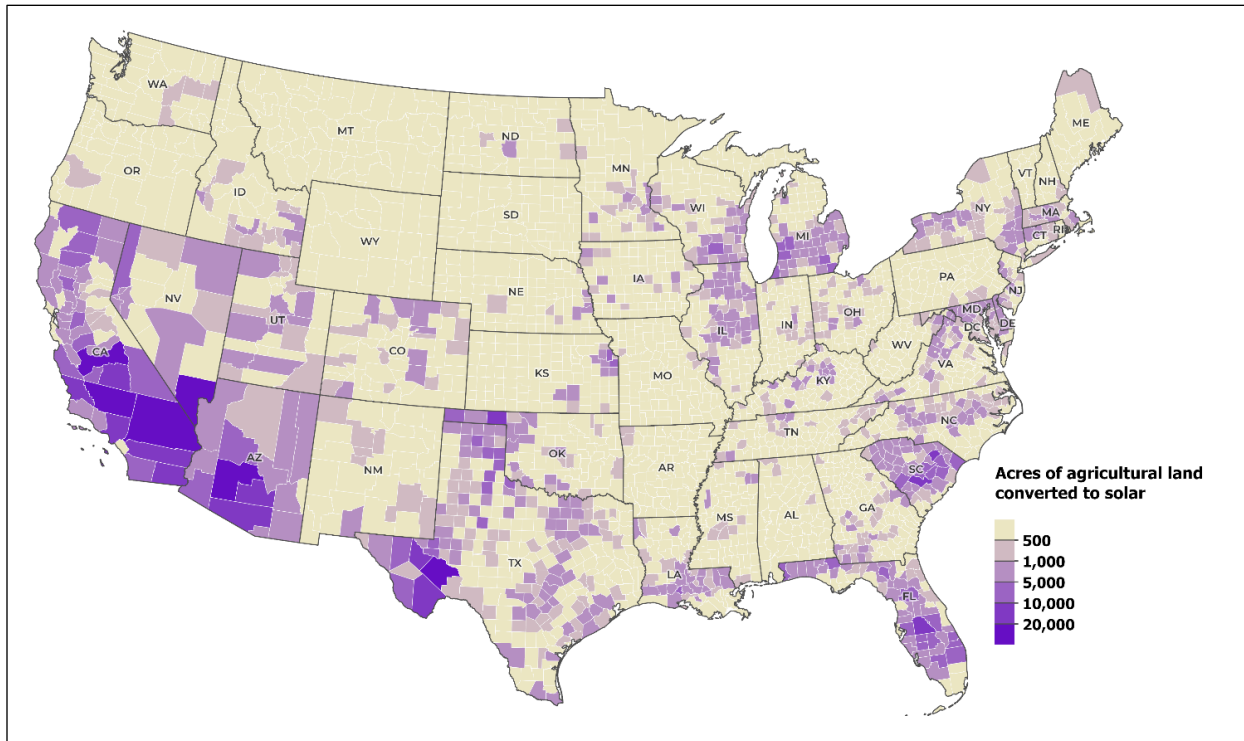 WA
MT
ND
MN
ME
OR
ID
SD
WI
VT
NH
NY
MA
WY
MI
CT
RI
IA
PA
NE
NJ
NV
OH
UT
IL
IN
MD
DE
CA
CO
DC
WV
KS
MO
VA
KY
NC
TN
AZ
OK
NM
AR
SC
MS
AL
GA
TX
LA
FL
Acres of agricultural land
converted to solar
500
1,000
5,000
10,000
20,000